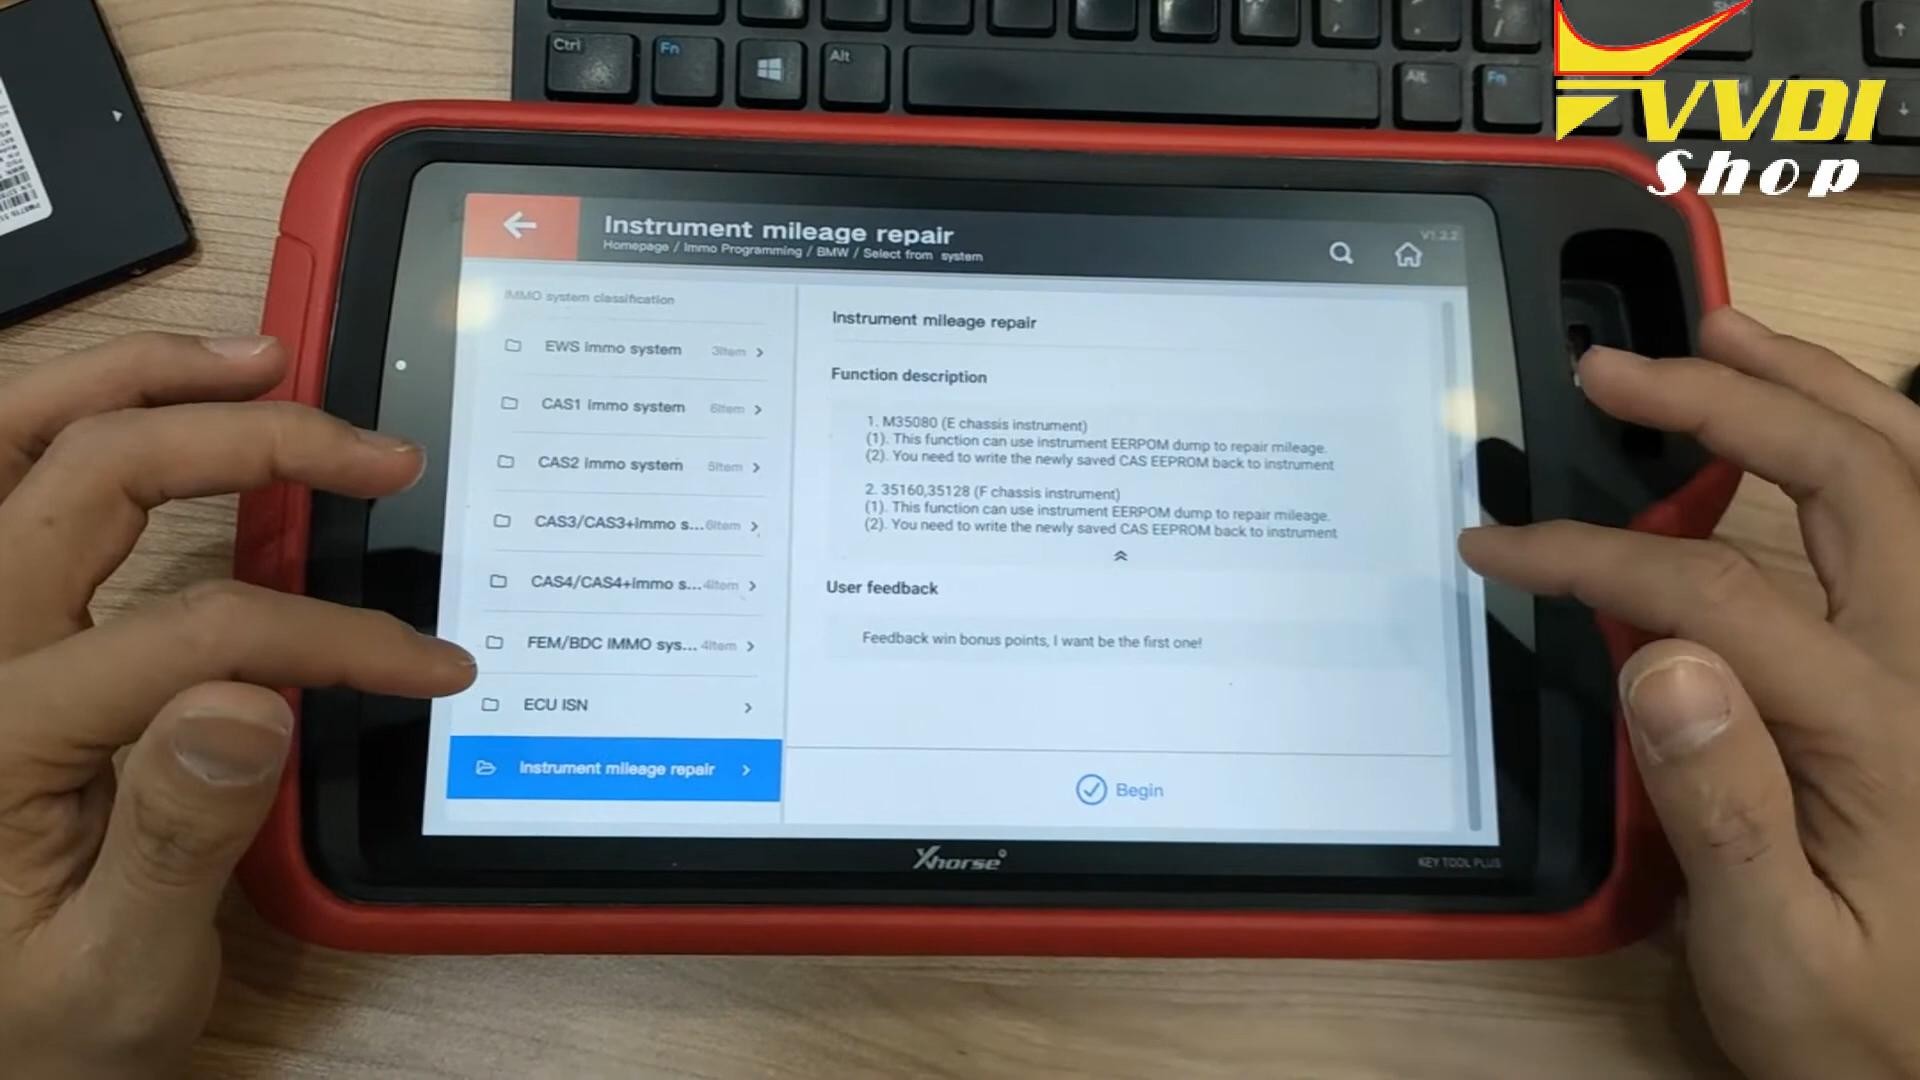 Ctrl
Fn
Alt
Alt
Fn
VVDI
Shop
Instrument mileage repair
Homepage / Immo Programming / BMW / Select from system
V1.2.2
IMMO system classification
EWS immo system 3Item
CAS1 immo system 6Item
CAS2 immo system 5Item
CAS3/CAS3+immo s... 6Item
CAS4/CAS4+immo s... 4Item
FEM/BDC IMMO sys... 4Item
ECU ISN
Instrument mileage repair
Instrument mileage repair
Function description
1. M35080 (E chassis instrument)
(1). This function can use instrument EERPOM dump to repair mileage.
(2). You need to write the newly saved CAS EEPROM back to instrument
2. 35160,35128 (F chassis instrument)
(1). This function can use instrument EERPOM dump to repair mileage.
(2). You need to write the newly saved CAS EEPROM back to instrument
User feedback
Feedback win bonus points, I want be the first one!
Begin
Xhorse
KEY TOOL PLUS